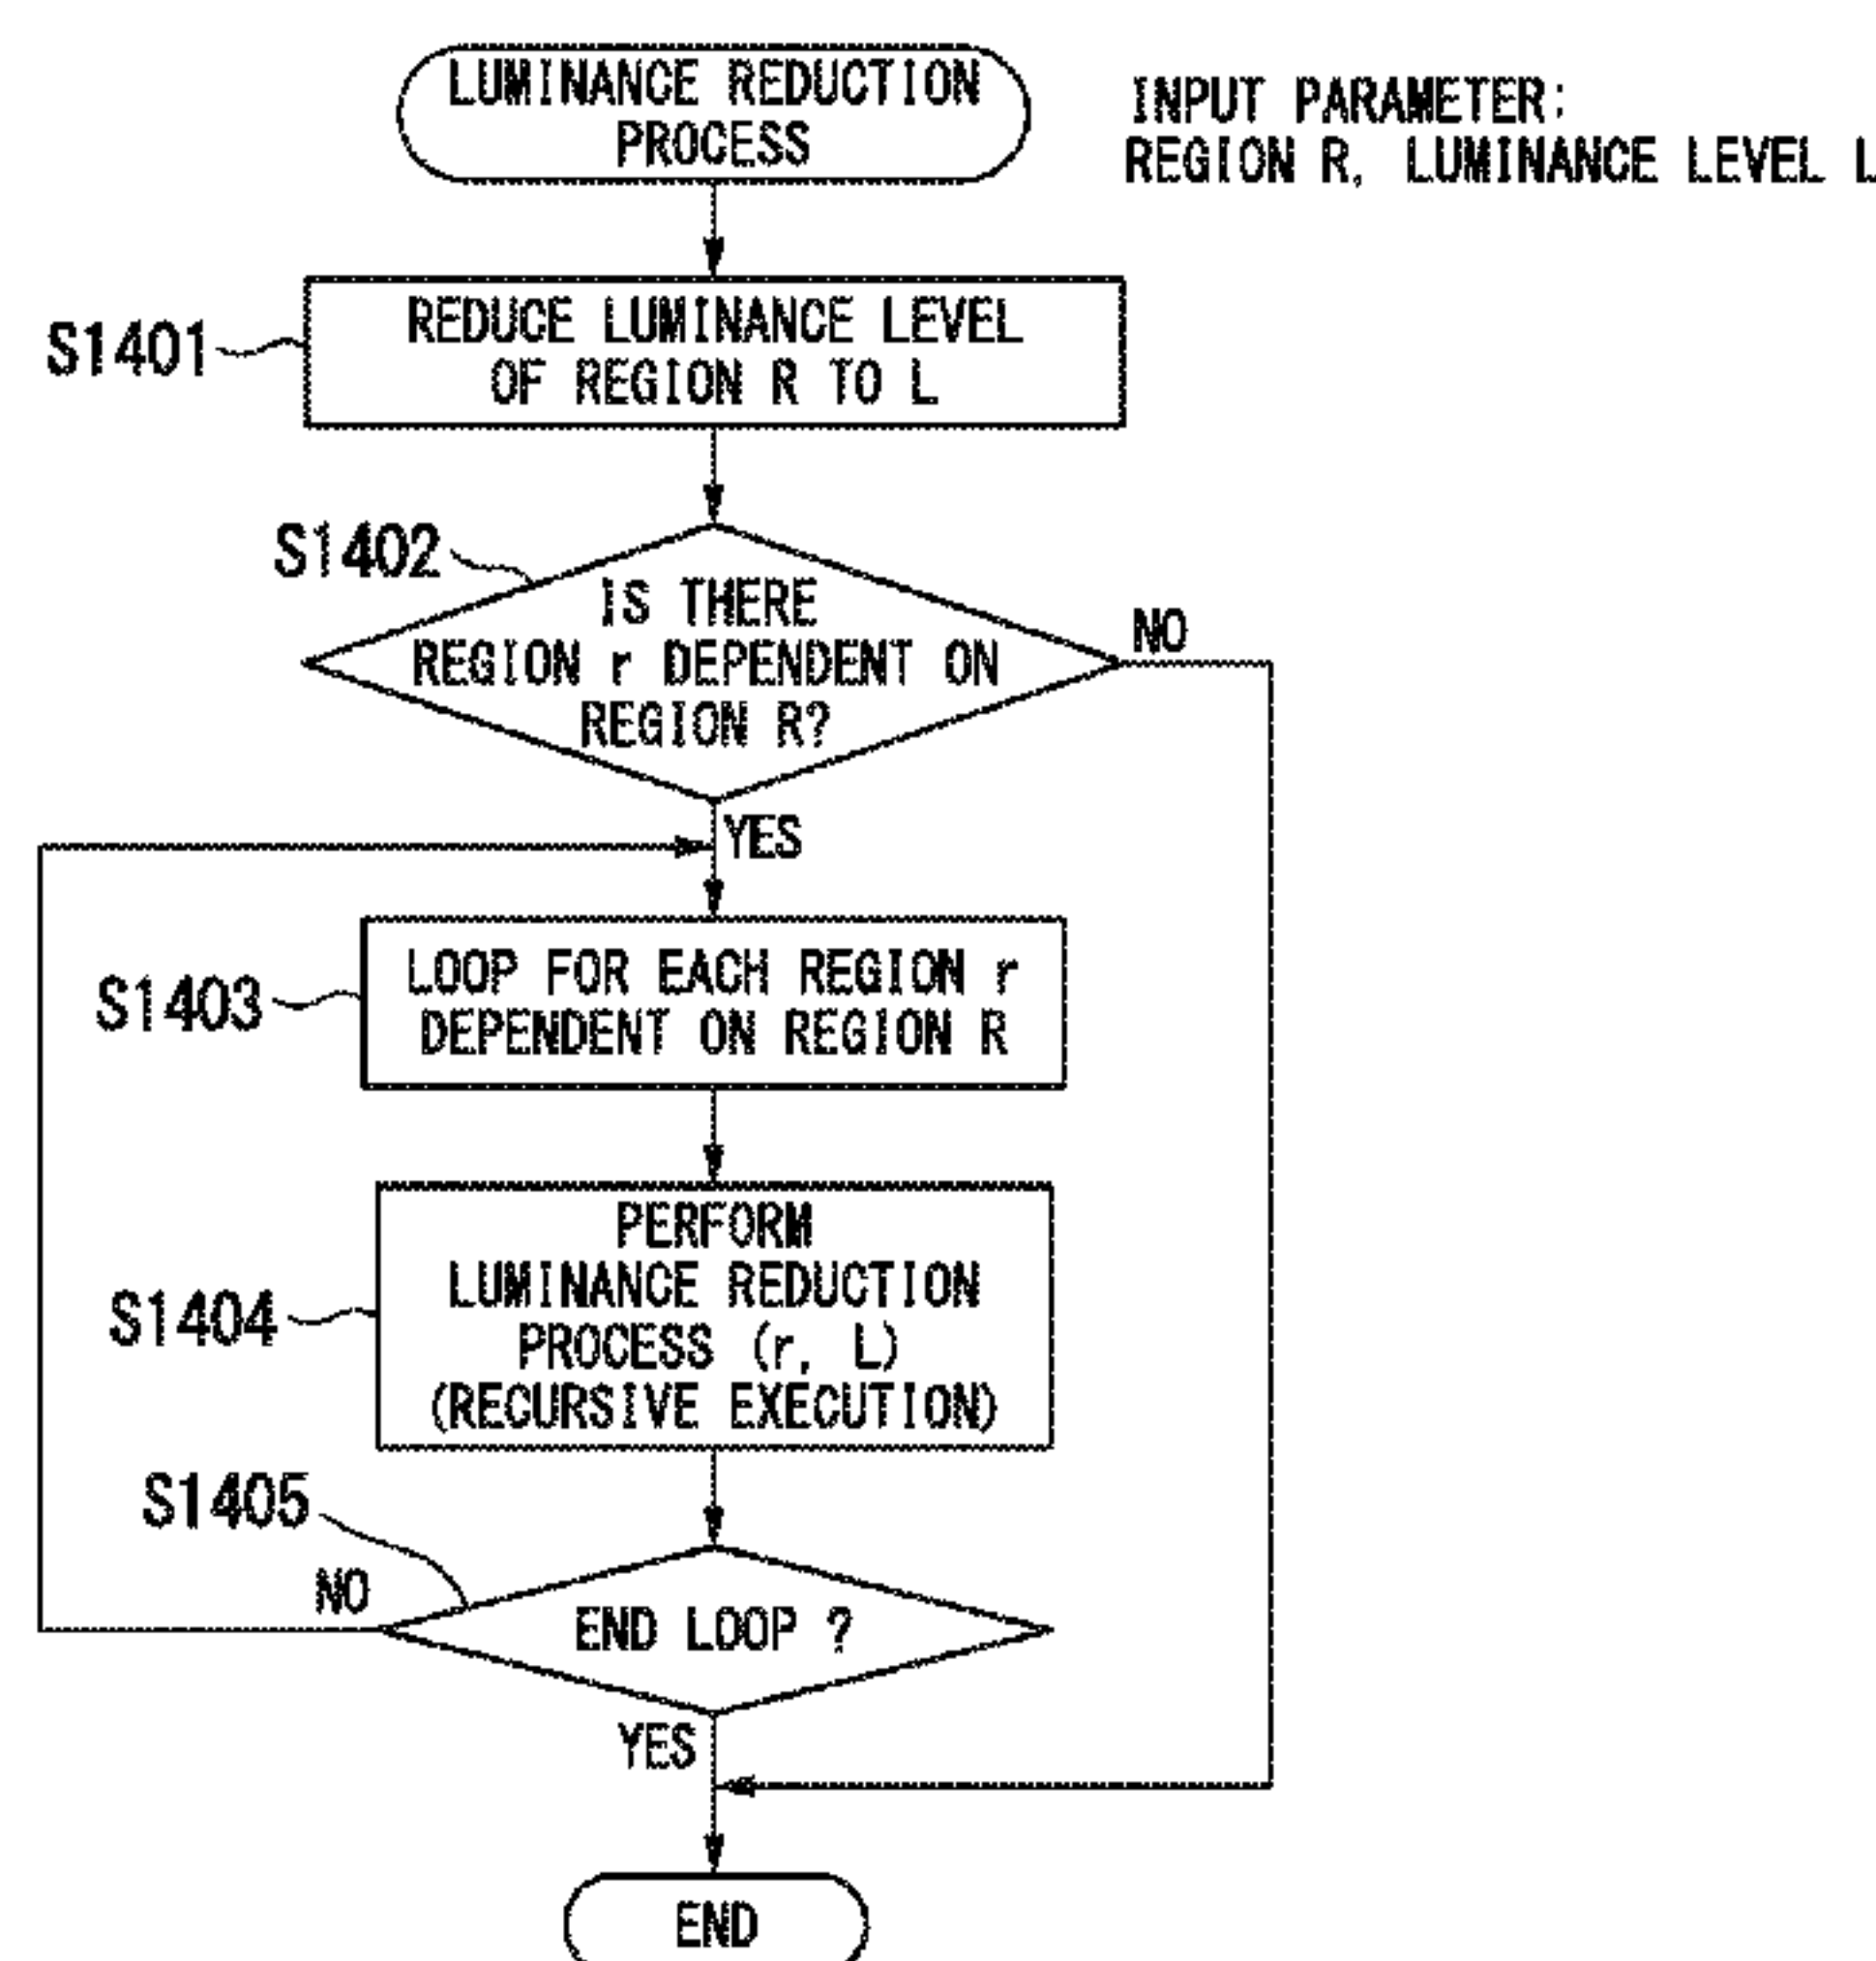 LUMINANCE REDUCTION
PROCESS
INPUT PARAMETER:
REGION R, LUMINANCE LEVEL L
S1401
REDUCE LUMINANCE LEVEL
OF REGION R TO L
S1402
IS THERE
REGION r DEPENDENT ON
REGION R?
NO
YES
S1403
LOOP FOR EACH REGION r
DEPENDENT ON REGION R
S1404
PERFORM
LUMINANCE REDUCTION
PROCESS (r, L)
(RECURSIVE EXECUTION)
S1405
NO
END LOOP ?
YES
END